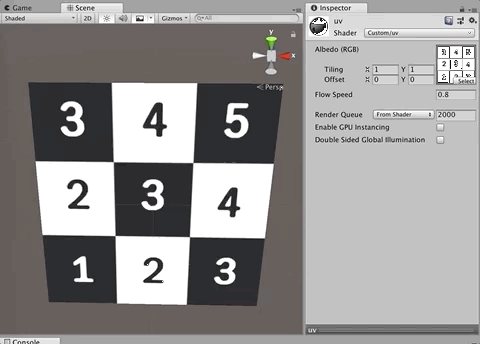 Game Scene
Shaded 2D Gizmos All
y
x
Persp
3 4 5
2 3 4
1 2 3
Console
Inspector
uv
Shader Custom/uv
Albedo (RGB)
Tiling X 1 Y 1
Offset X 0 Y 0
Select
Flow Speed 0.8
Render Queue From Shader 2000
Enable GPU Instancing
Double Sided Global Illumination
uv